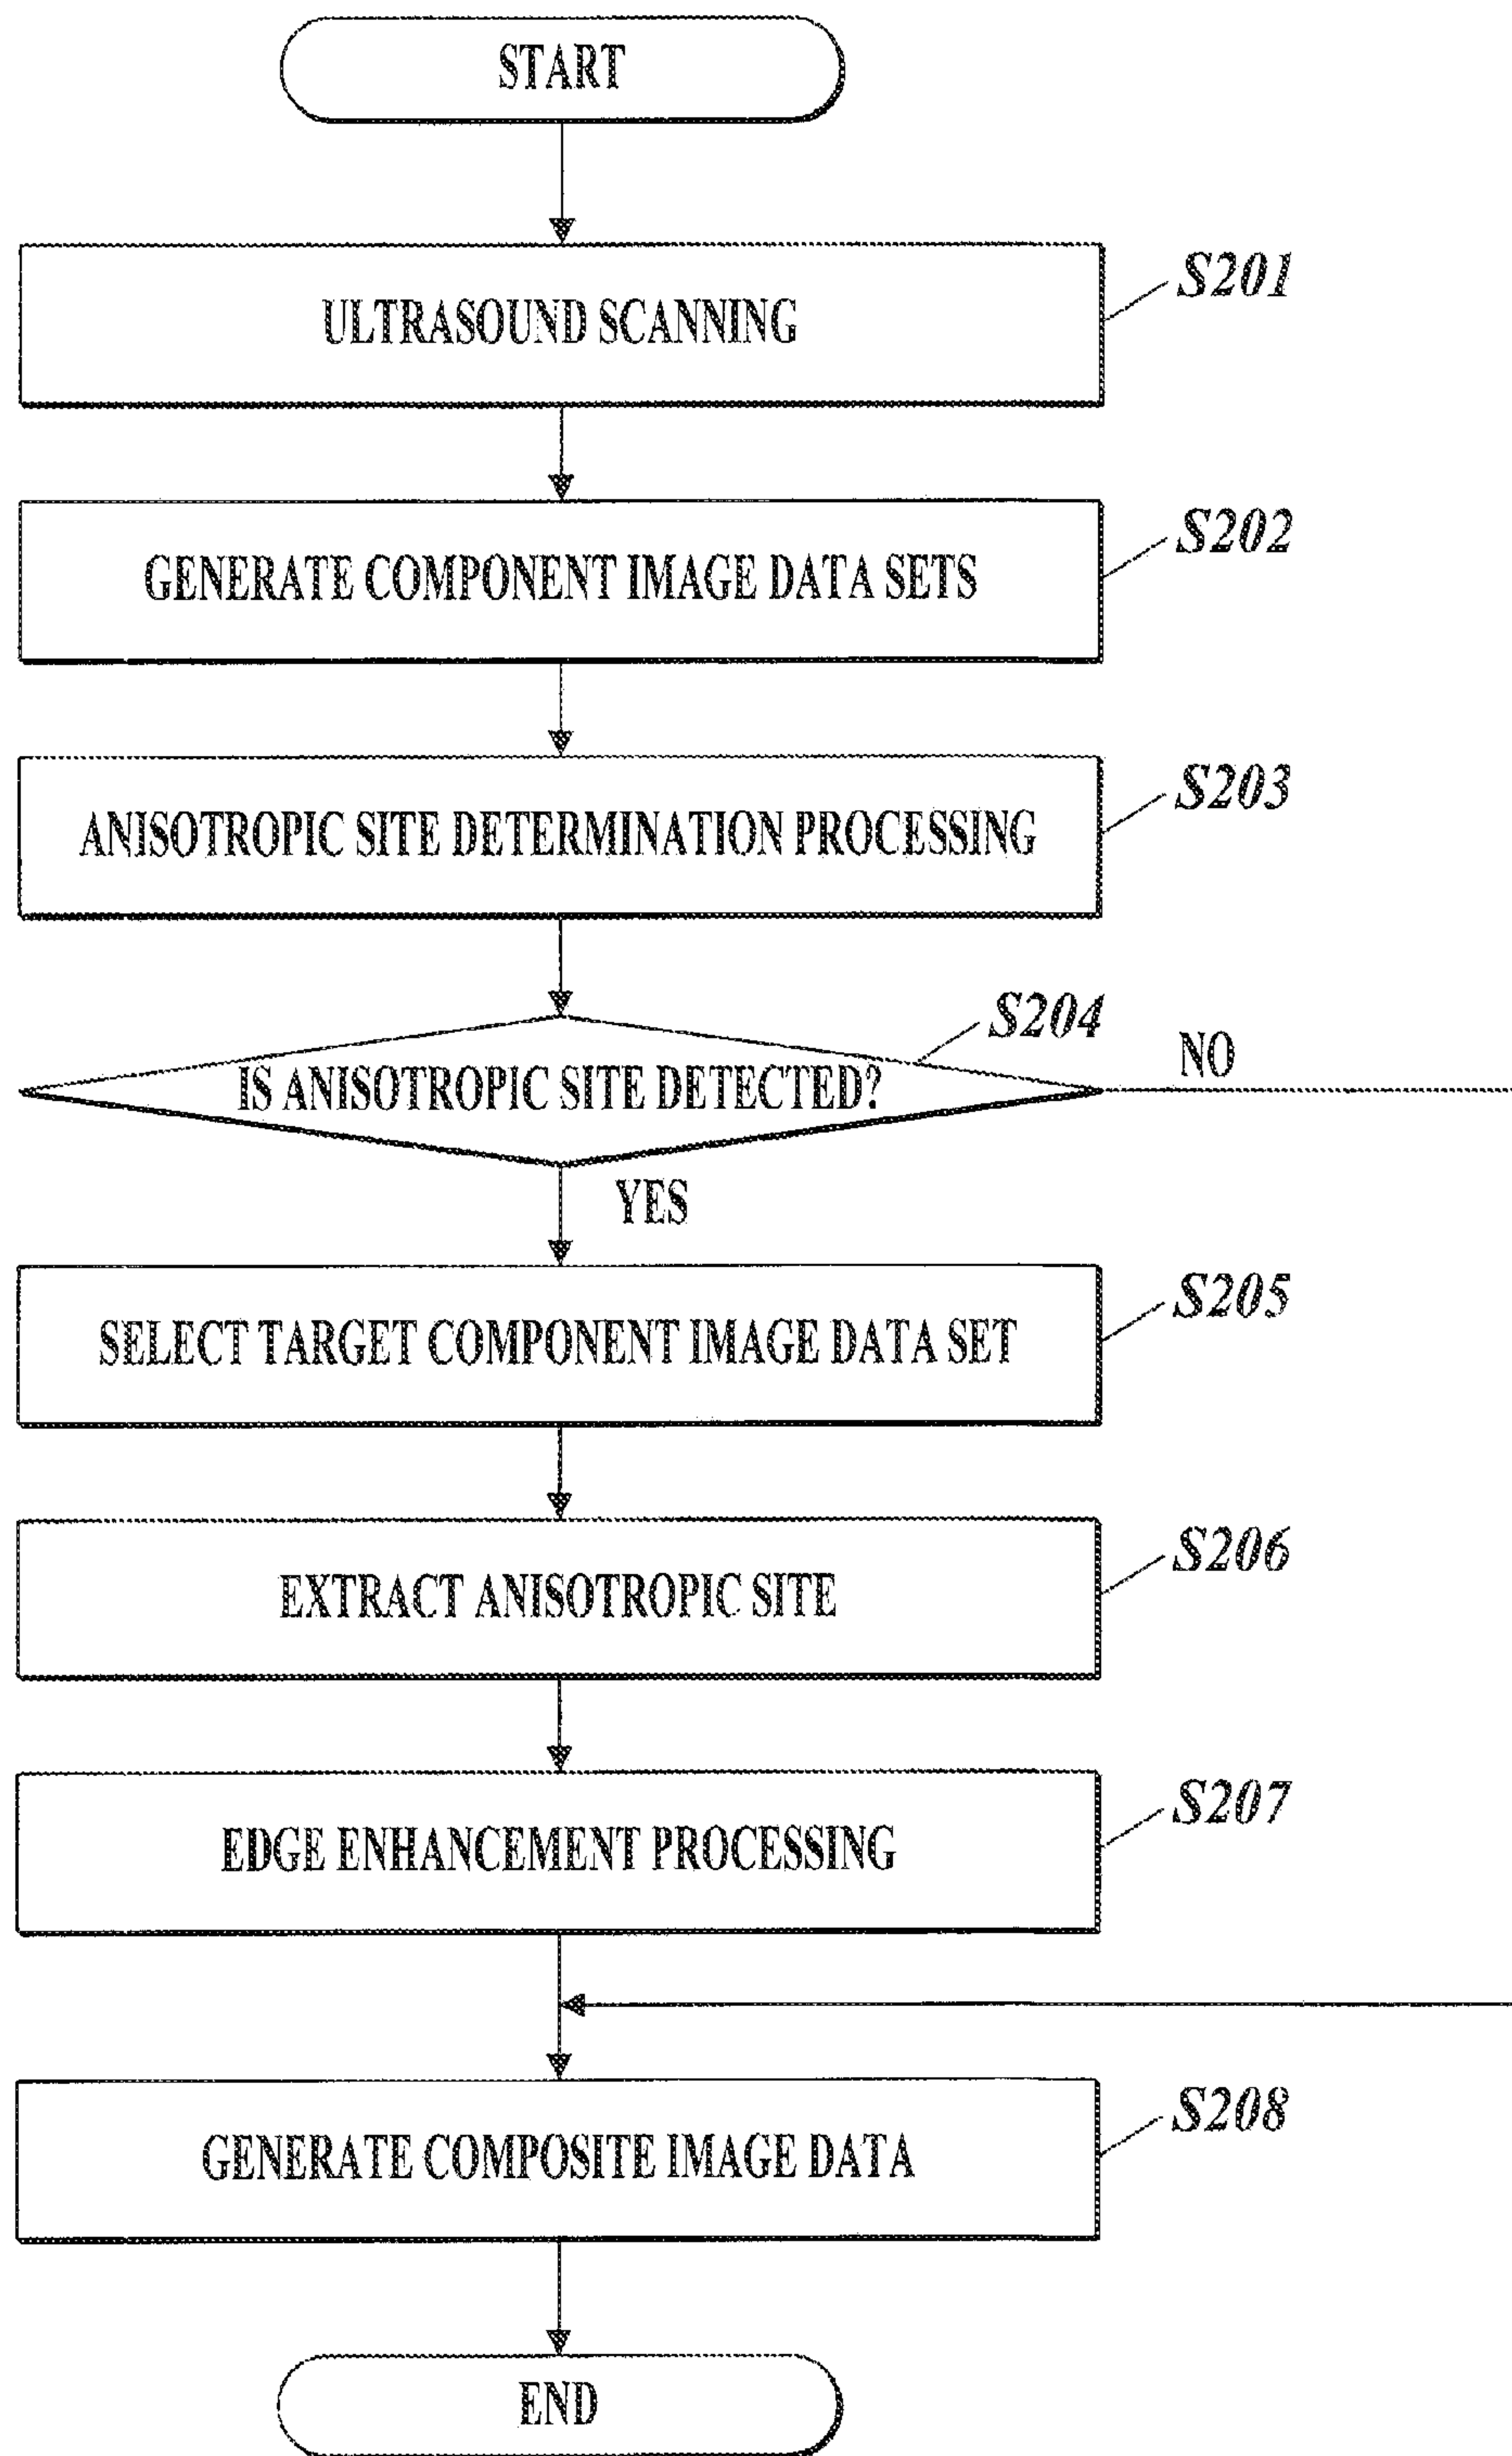 START
ULTRASOUND SCANNING
S201
GENERATE COMPONENT IMAGE DATA SETS
S202
ANISOTROPIC SITE DETERMINATION PROCESSING
S203
IS ANISOTROPIC SITE DETECTED?
S204
NO
YES
SELECT TARGET COMPONENT IMAGE DATA SET
S205
EXTRACT ANISOTROPIC SITE
S206
EDGE ENHANCEMENT PROCESSING
S207
GENERATE COMPOSITE IMAGE DATA
S208
END